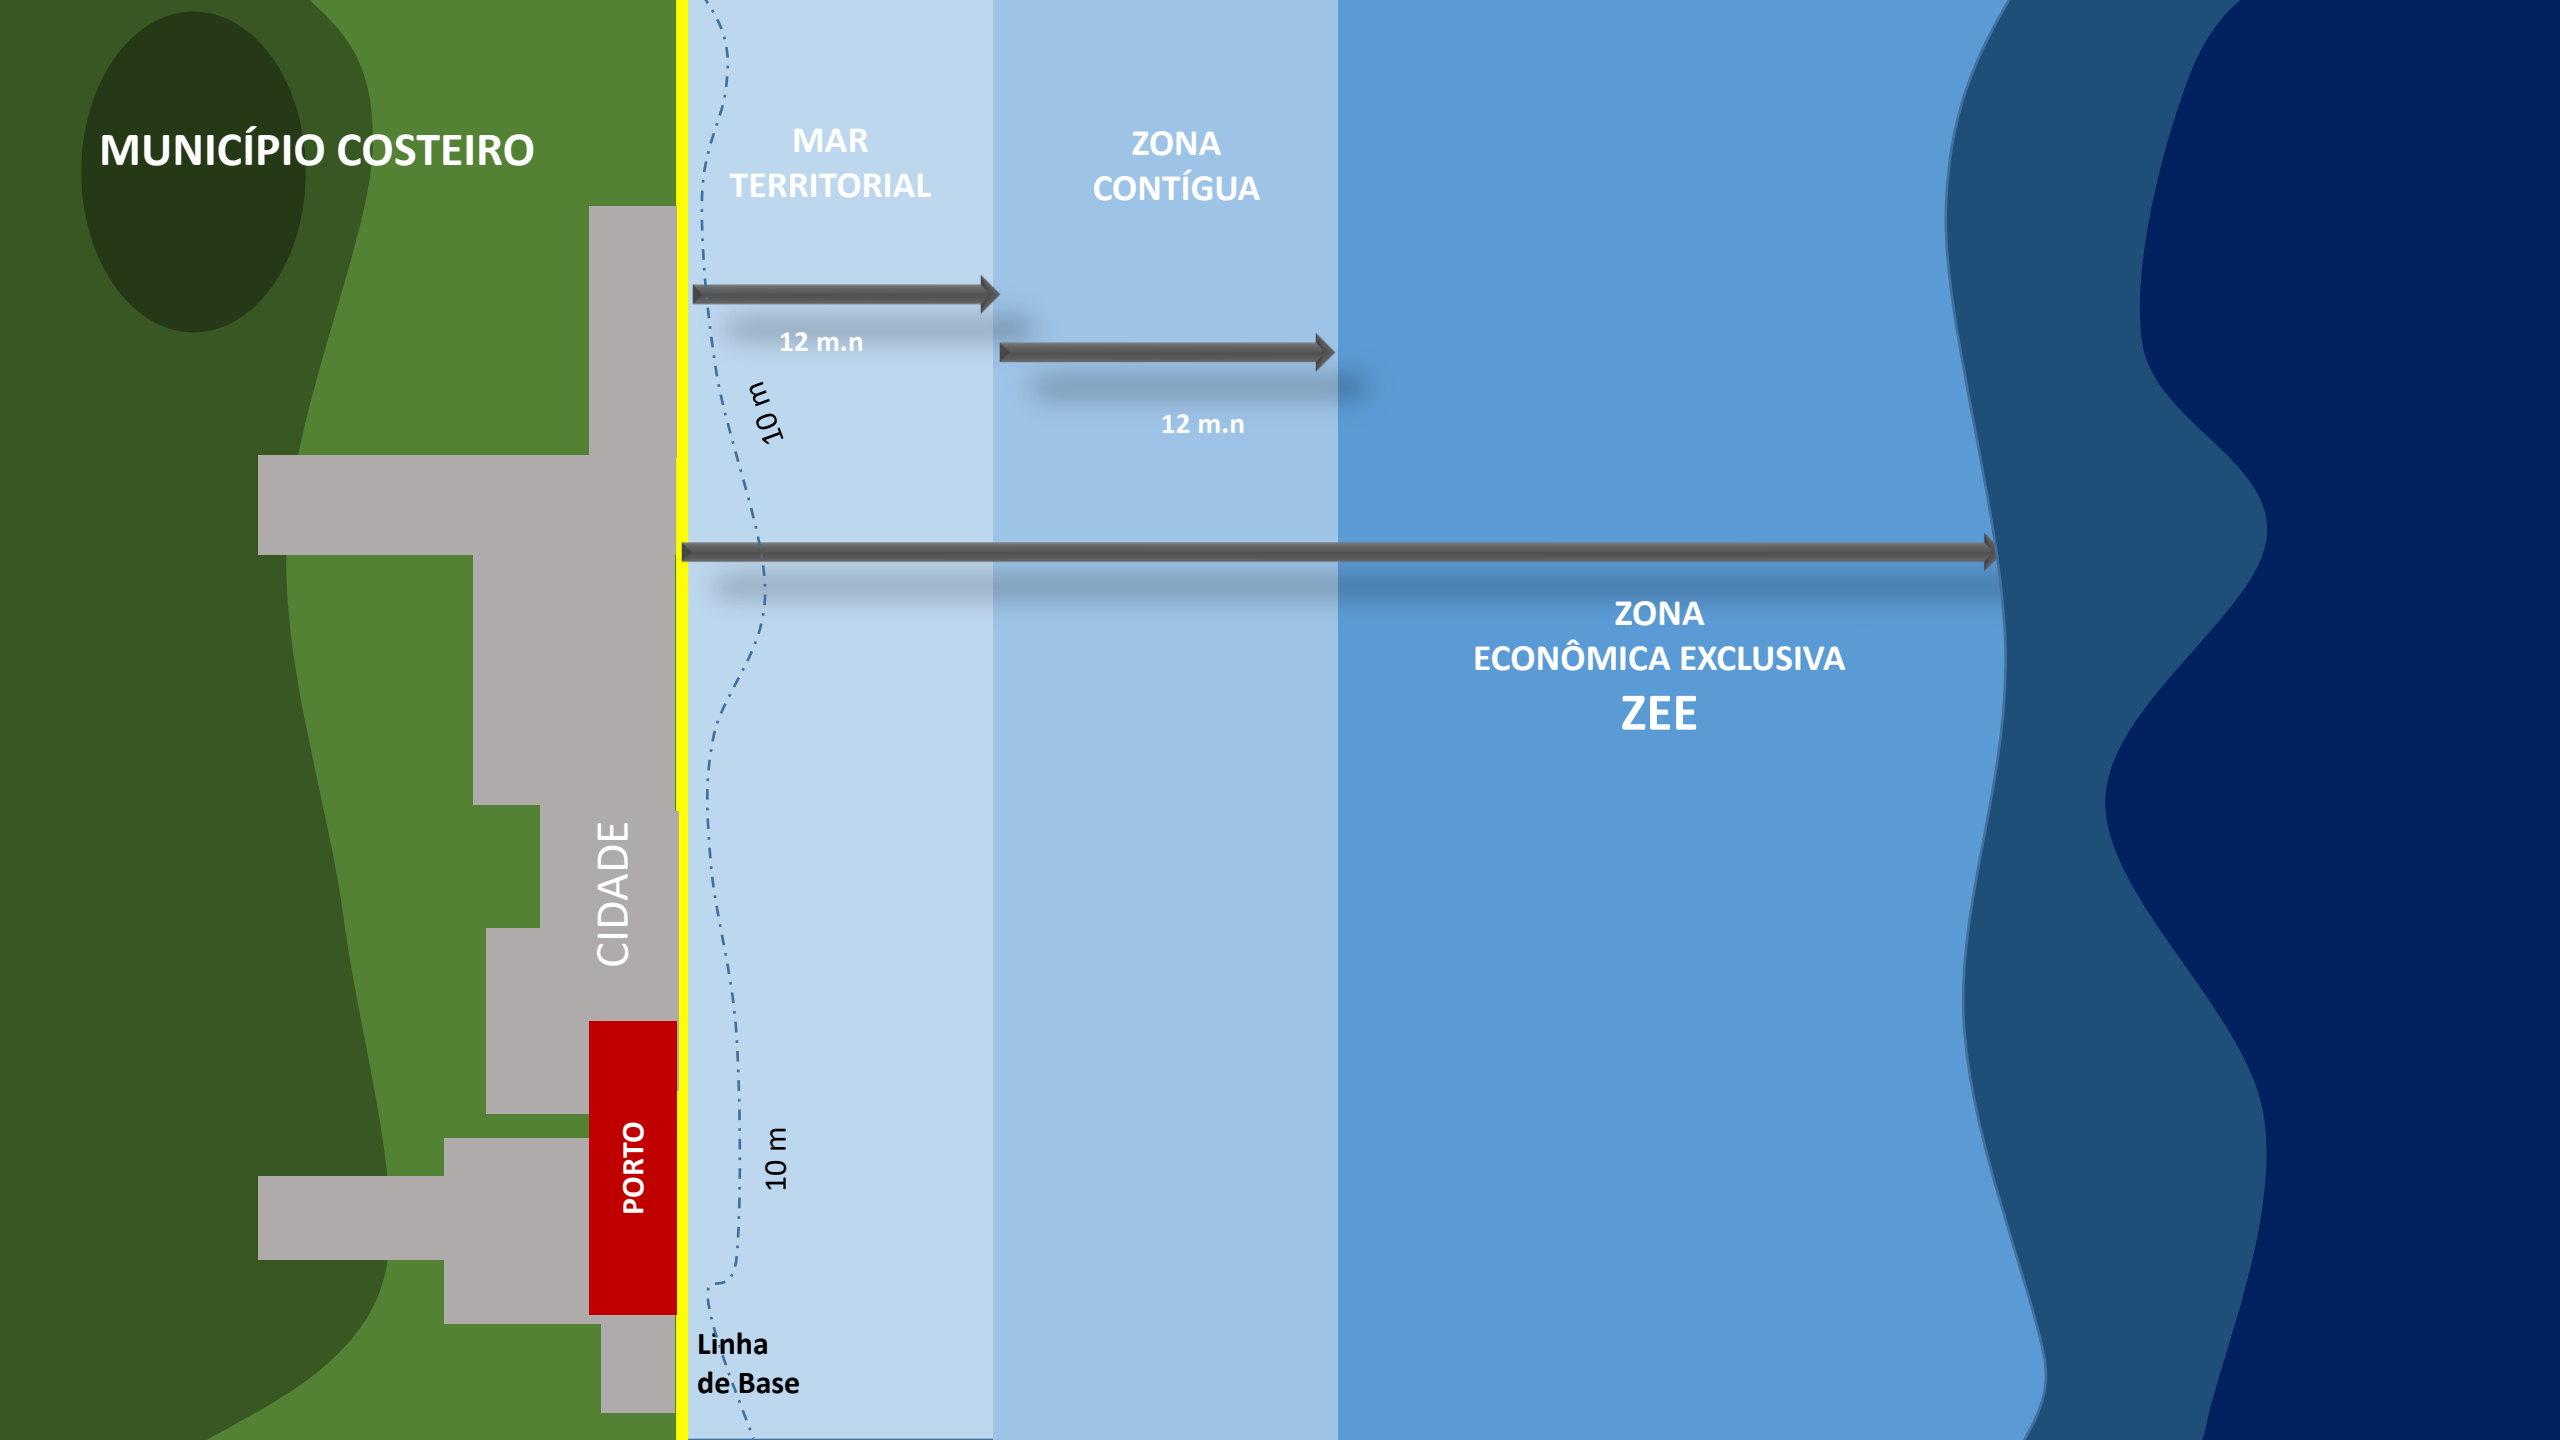 MUNICÍPIO COSTEIRO
MAR
TERRITORIAL
ZONA
CONTÍGUA
12 m.n
12 m.n
10 m
ZONA
ECONÔMICA EXCLUSIVA
ZEE
CIDADE
PORTO
10 m
Linha
de Base